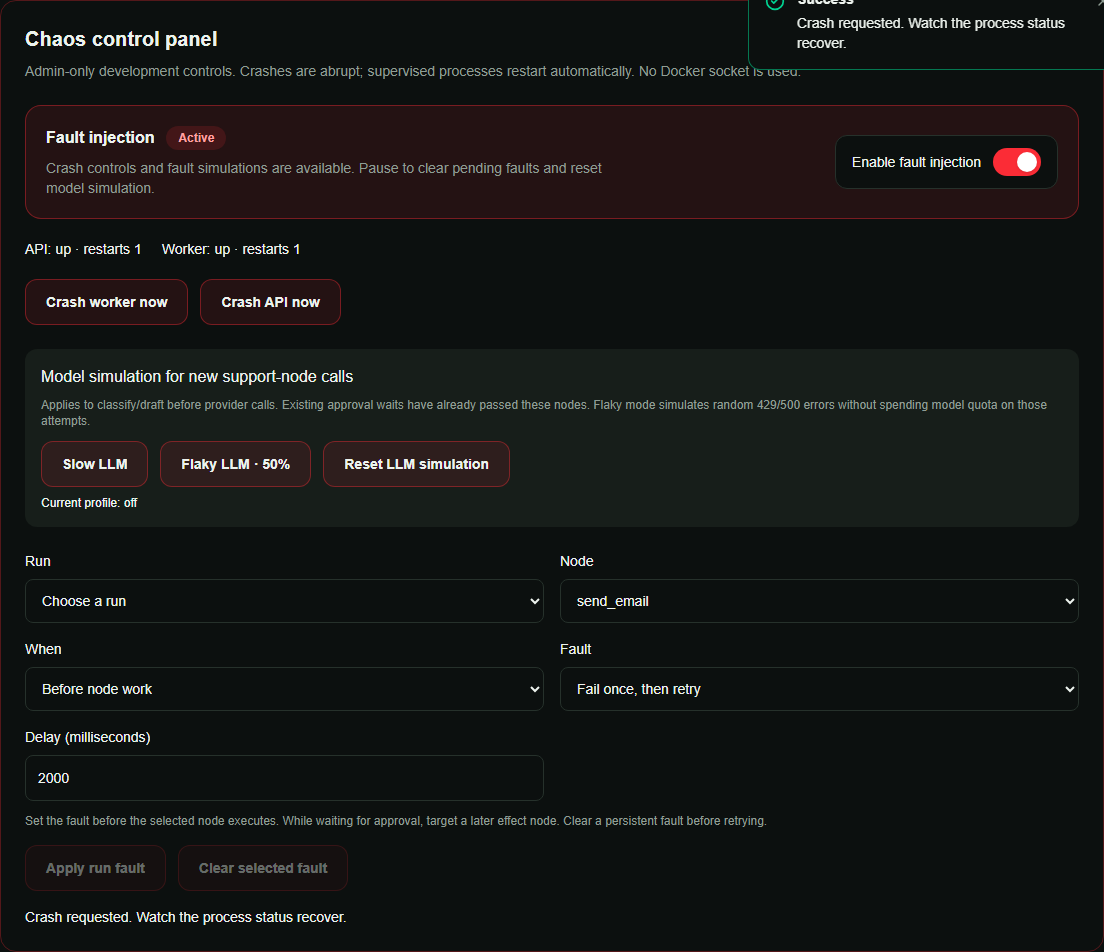 Success
Crash requested. Watch the process status
recover.
Chaos control panel
Admin-only development controls. Crashes are abrupt; supervised processes restart automatically. No Docker socket is used.
Fault injection Active
Crash controls and fault simulations are available. Pause to clear pending faults and reset
model simulation.
Enable fault injection
API: up · restarts 1 Worker: up · restarts 1
Crash worker now Crash API now
Model simulation for new support-node calls
Applies to classify/draft before provider calls. Existing approval waits have already passed these nodes. Flaky mode simulates random 429/500 errors without spending model quota on those
attempts.
Slow LLM Flaky LLM · 50% Reset LLM simulation
Current profile: off
Run Node
Choose a run send_email
When Fault
Before node work Fail once, then retry
Delay (milliseconds)
2000
Set the fault before the selected node executes. While waiting for approval, target a later effect node. Clear a persistent fault before retrying.
Apply run fault Clear selected fault
Crash requested. Watch the process status recover.